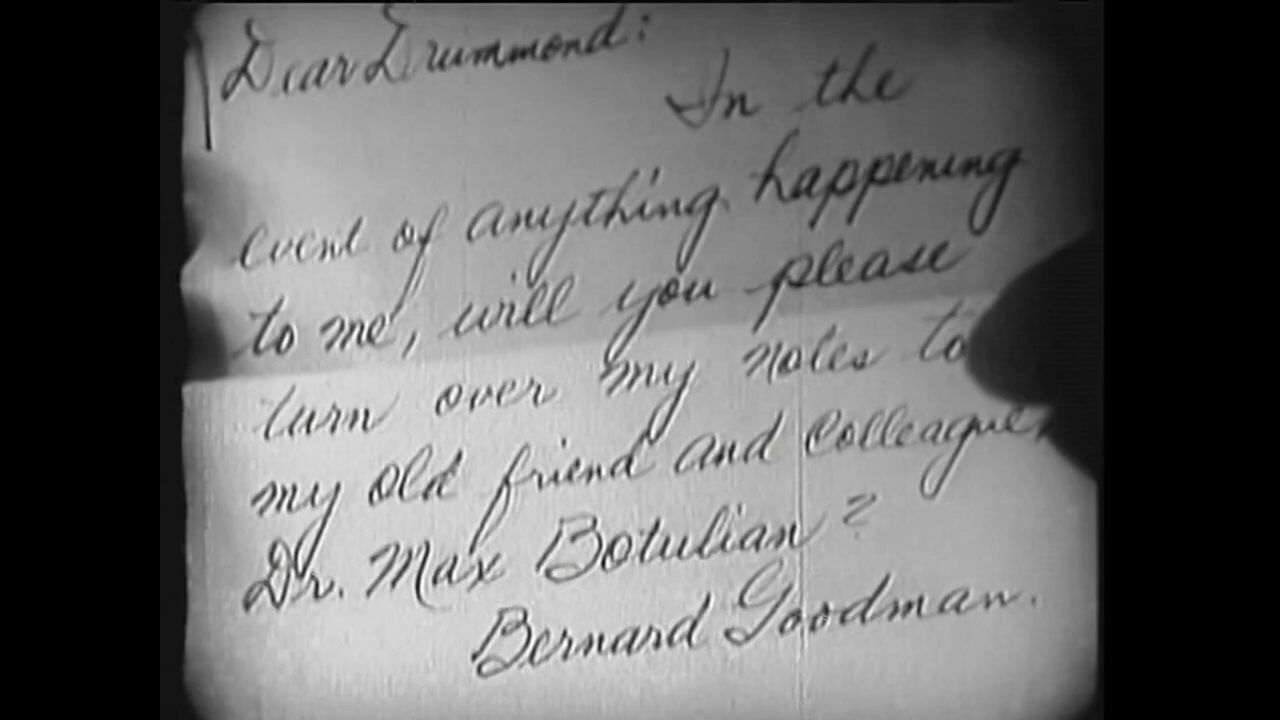 Dear Drummond:
In the
event of anything happening
to me, will you please
turn over my notes to
my old friend and colleague,
Dr. Max Botulian?
Bernard Goodman.